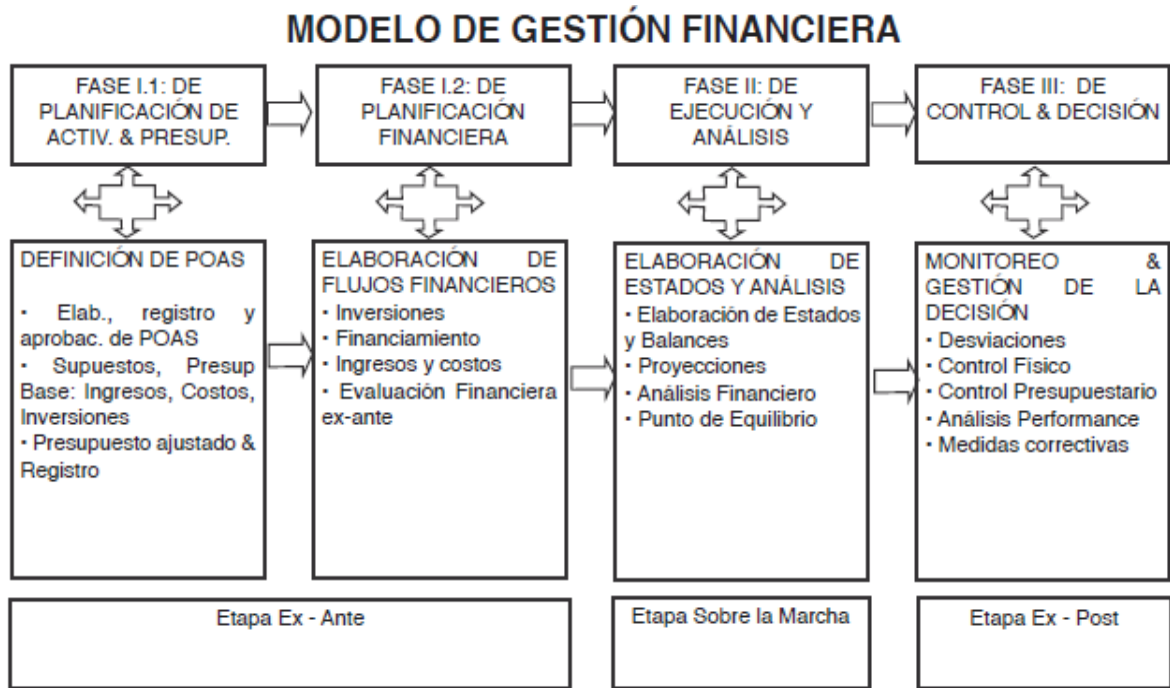 MODELO DE GESTIÓN FINANCIERA
FASE I.1: DE
PLANIFICACIÓN DE
ACTIV. & PRESUP.
FASE I.2: DE
PLANIFICACIÓN
FINANCIERA
FASE II: DE
EJECUCIÓN Y
ANÁLISIS
FASE III: DE
CONTROL & DECISIÓN
DEFINICIÓN DE POAS
• Elab., registro y
aprobac. de POAS
• Supuestos, Presup
Base: Ingresos, Costos,
Inversiones
• Presupuesto ajustado &
Registro
ELABORACIÓN DE
FLUJOS FINANCIEROS
• Inversiones
• Financiamiento
• Ingresos y costos
• Evaluación Financiera
ex-ante
ELABORACIÓN DE
ESTADOS Y ANÁLISIS
• Elaboración de Estados
y Balances
• Proyecciones
• Análisis Financiero
• Punto de Equilibrio
MONITOREO &
GESTIÓN DE LA
DECISIÓN
• Desviaciones
• Control Físico
• Control Presupuestario
• Análisis Performance
• Medidas correctivas
Etapa Ex - Ante
Etapa Sobre la Marcha
Etapa Ex - Post